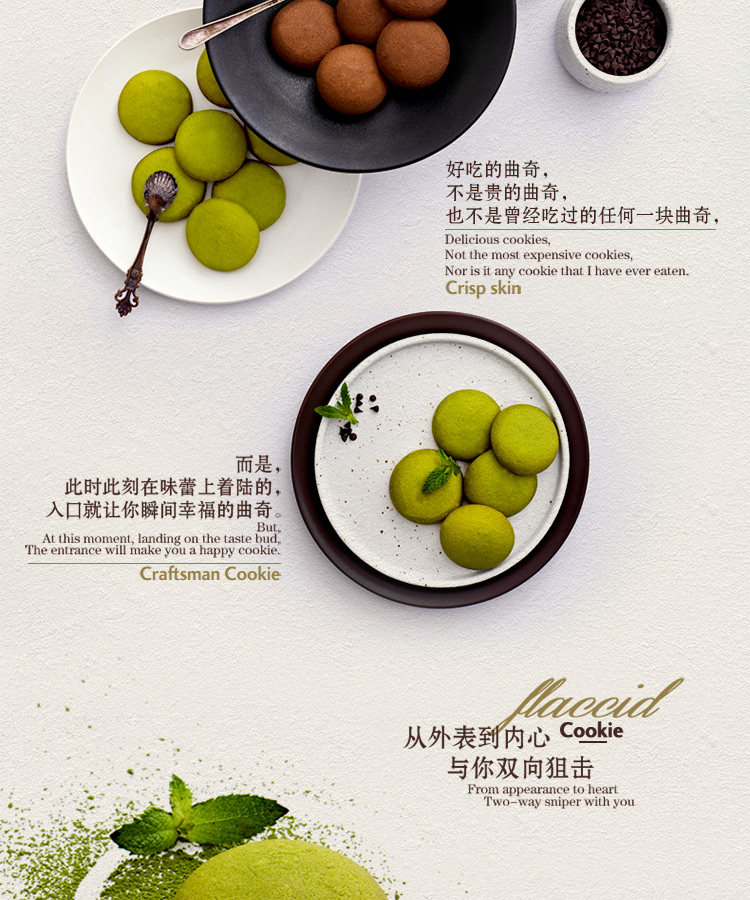 好吃的曲奇，
不是贵的曲奇，
也不是曾经吃过的任何一块曲奇，
Delicious cookies,
Not the most expensive cookies,
Nor is it any cookie that I have ever eaten.
Crisp skin
而是，
此时此刻在味蕾上着陆的，
入口就让你瞬间幸福的曲奇。
But,
At this moment, landing on the taste bud,
The entrance will make you a happy cookie.
Craftsman Cookie
flaccid
Cookie
从外表到内心
与你双向狙击
From appearance to heart
Two-way sniper with you